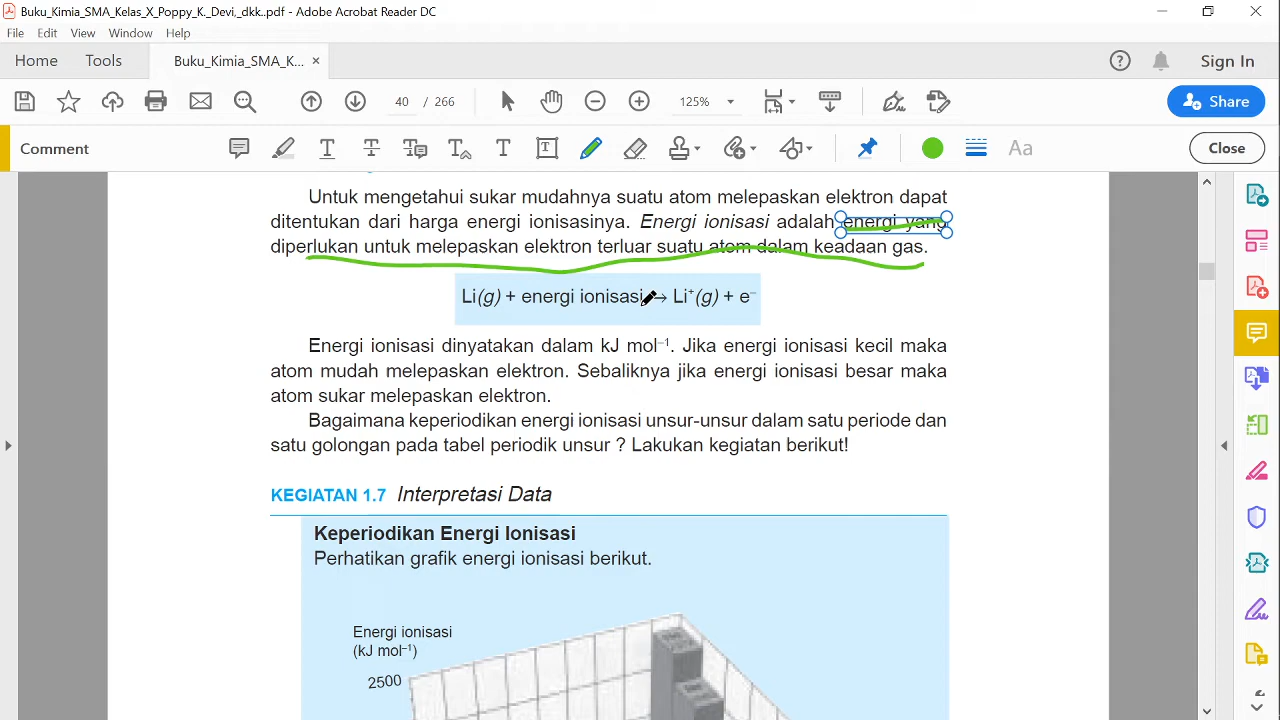 Buku_Kimia_SMA_Kelas_X_Poppy_K_Devi,_dkk..pdf - Adobe Acrobat Reader DC
File Edit View Window Help
Home Tools Buku_Kimia_SMA_K... × Sign In
40 / 266 125% Share
Comment Aa Close
Untuk mengetahui sukar mudahnya suatu atom melepaskan elektron dapat
ditentukan dari harga energi ionisasinya. Energi ionisasi adalah energi yang
diperlukan untuk melepaskan elektron terluar suatu atom dalam keadaan gas.
Li(g) + energi ionisasi → Li⁺(g) + e⁻
Energi ionisasi dinyatakan dalam kJ mol⁻¹. Jika energi ionisasi kecil maka
atom mudah melepaskan elektron. Sebaliknya jika energi ionisasi besar maka
atom sukar melepaskan elektron.
Bagaimana keperiodikan energi ionisasi unsur-unsur dalam satu periode dan
satu golongan pada tabel periodik unsur ? Lakukan kegiatan berikut!
KEGIATAN 1.7 Interpretasi Data
Keperiodikan Energi Ionisasi
Perhatikan grafik energi ionisasi berikut.
Energi ionisasi
(kJ mol⁻¹)
2500